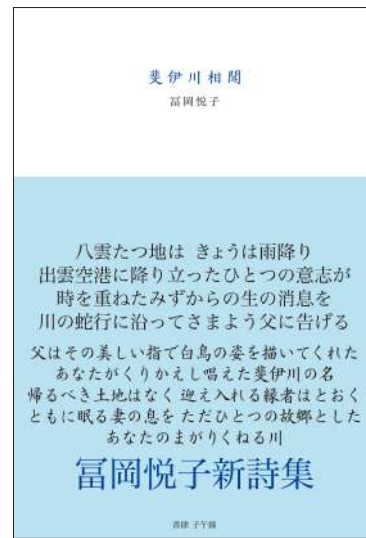 斐伊川相聞
冨岡悦子
八雲たつ地は きょうは雨降り
出雲空港に降り立ったひとつの意志が
時を重ねたみずからの生の消息を
川の蛇行に沿ってさまよう父に告げる
父はその美しい指で白鳥の姿を描いてくれた
あなたがくりかえし唱えた斐伊川の名
帰るべき土地はなく 迎え入れる縁者はとおく
ともに眠る妻の息を ただひとつの故郷とした
あなたのまがりくねる川
冨岡悦子新詩集
書肆 子午線